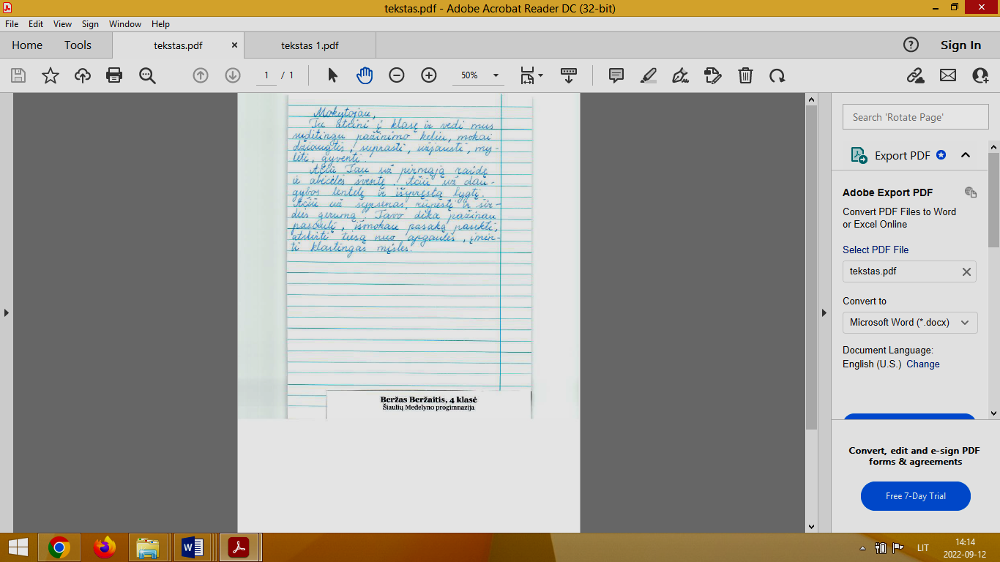 tekstas.pdf - Adobe Acrobat Reader DC (32-bit)
File Edit View Sign Window Help
Home Tools tekstas.pdf × tekstas 1.pdf ? Sign In
1 / 1 50%
Mokytojau,
Tu ateini į klasę ir vedi mus
sudėtingu pažinimo keliu, mokai
džiaugtis, suprasti, užjausti, my-
lėti, gyventi.
Ačiū Tau už pirmąją raidę
ir abėcėlės šventę! Ačiū už dau-
gybos lentelę ir išspręstą lygtį.
Ačiū už šypsenas, rūpestį ir šir-
dies gerumą. Tavo dėka pažinau
pasaulį, išmokau pasaką pasekti,
atskirti tiesą nuo apgaulės, įmin-
ti klastingas mįsles.
Beržas Beržaitis, 4 klasė
Šiaulių Medelyno progimnazija
Search 'Rotate Page'
Export PDF
Adobe Export PDF
Convert PDF Files to Word
or Excel Online
Select PDF File
tekstas.pdf
Convert to
Microsoft Word (*.docx)
Document Language:
English (U.S.) Change
Convert, edit and e-sign PDF
forms & agreements
Free 7-Day Trial
LIT
14:14
2022-09-12